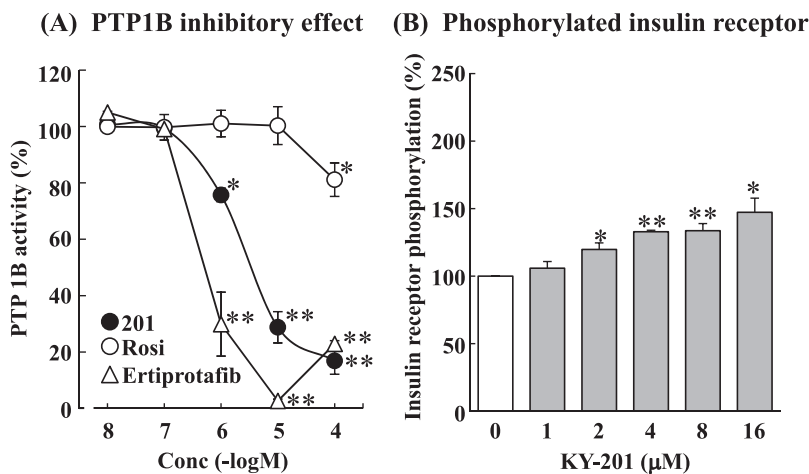 (A) PTP1B inhibitory effect
PTP 1B activity (%)
120
100
80
60
40
20
0
*
**
**
*
**
**
**
201
Rosi
Ertiprotafib
8 7 6 5 4
Conc (-logM)
(B) Phosphorylated insulin receptor
Insulin receptor phosphorylation (%)
250
200
150
100
50
0
* ** ** *
0 1 2 4 8 16
KY-201 (μM)